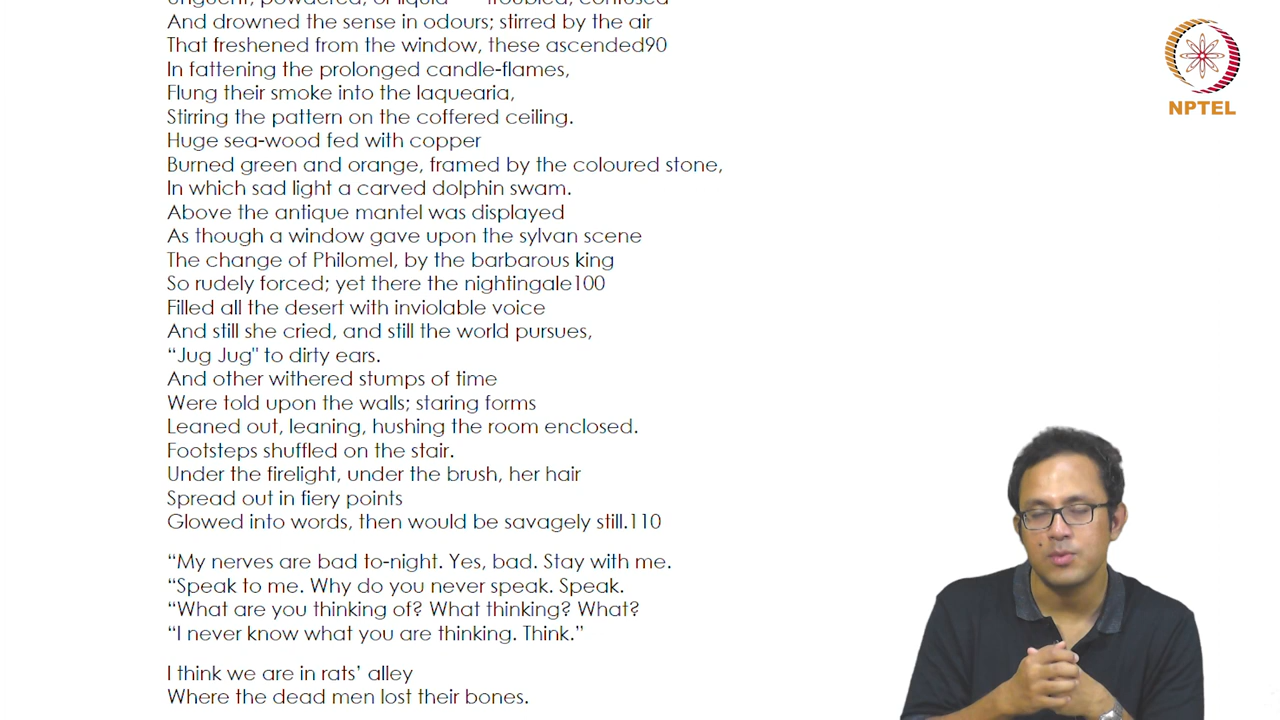 Unguent, powdered, or liquid — troubled, confused
And drowned the sense in odours; stirred by the air
That freshened from the window, these ascended90
In fattening the prolonged candle-flames,
Flung their smoke into the laquearia,
Stirring the pattern on the coffered ceiling.
Huge sea-wood fed with copper
Burned green and orange, framed by the coloured stone,
In which sad light a carved dolphin swam.
Above the antique mantel was displayed
As though a window gave upon the sylvan scene
The change of Philomel, by the barbarous king
So rudely forced; yet there the nightingale100
Filled all the desert with inviolable voice
And still she cried, and still the world pursues,
“Jug Jug" to dirty ears.
And other withered stumps of time
Were told upon the walls; staring forms
Leaned out, leaning, hushing the room enclosed.
Footsteps shuffled on the stair.
Under the firelight, under the brush, her hair
Spread out in fiery points
Glowed into words, then would be savagely still.110
“My nerves are bad to-night. Yes, bad. Stay with me.
“Speak to me. Why do you never speak. Speak.
“What are you thinking of? What thinking? What?
“I never know what you are thinking. Think.”
I think we are in rats’ alley
Where the dead men lost their bones.
NPTEL